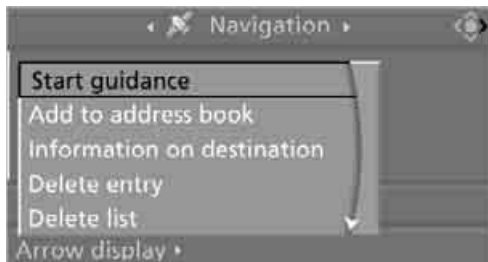 Navigation
Start guidance
Add to address book
Information on destination
Delete entry
Delete list
Arrow display